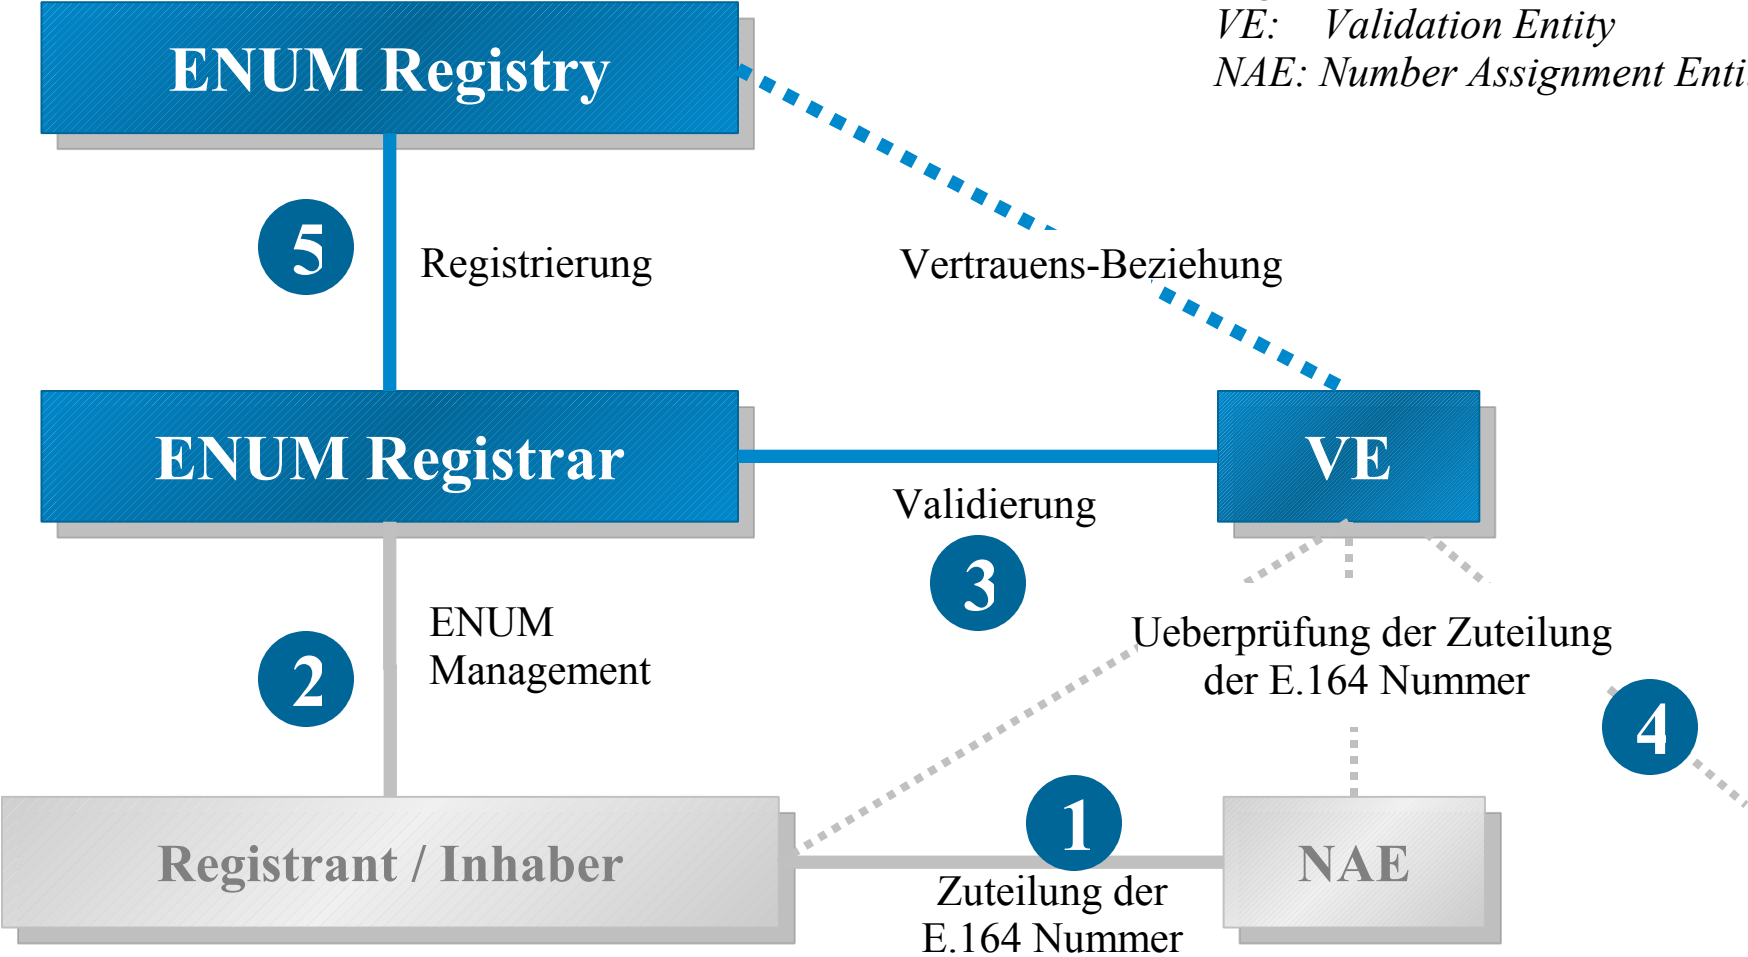 VE: Validation Entity
NAE: Number Assignment
ENUM Registry
5
Registrierung
Vertrauens-Beziehung
ENUM Registrar
VE
Validierung
3
ENUM
Management
2
Ueberprüfung der Zuteilung
der E.164 Nummer
4
1
Registrant / Inhaber
NAE
Zuteilung der
E.164 Nummer